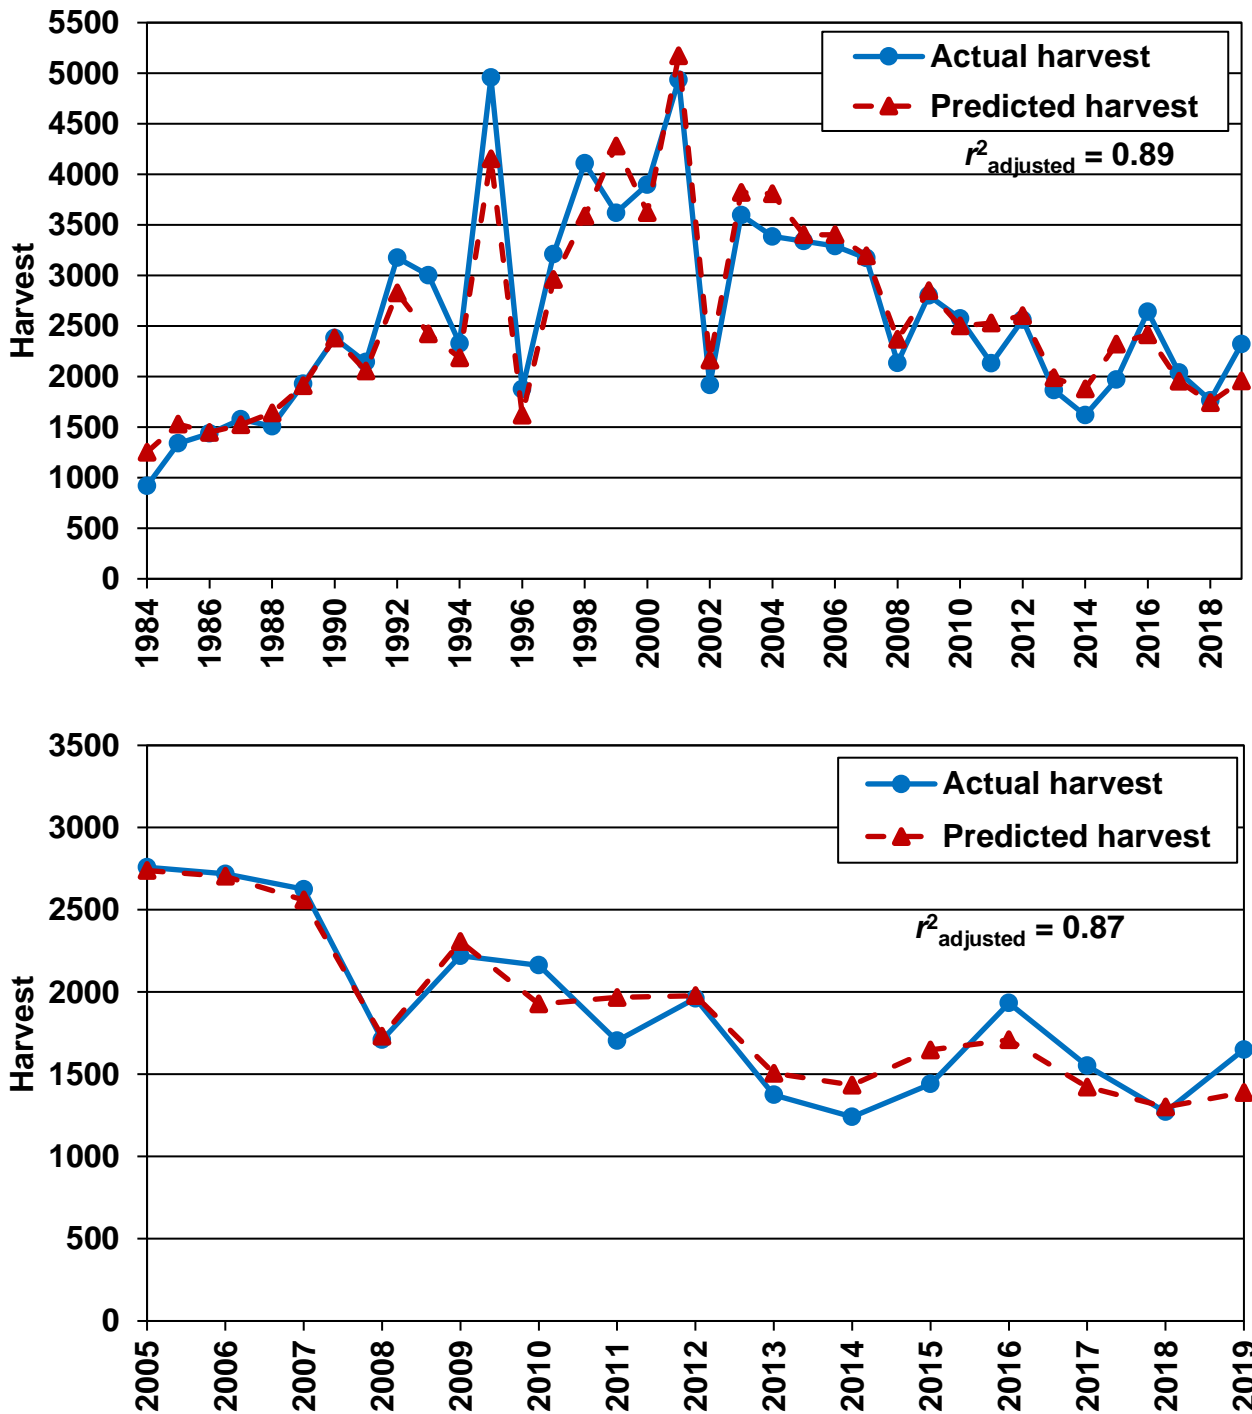 5500
5000
4500
4000
3500
3000
2500
2000
1500
1000
500
0
Harvest
Actual harvest
Predicted harvest
r²adjusted = 0.89
1984 1986 1988 1990 1992 1994 1996 1998 2000 2002 2004 2006 2008 2010 2012 2014 2016 2018
3500
3000
2500
2000
1500
1000
500
0
Harvest
Actual harvest
Predicted harvest
r²adjusted = 0.87
2005 2006 2007 2008 2009 2010 2011 2012 2013 2014 2015 2016 2017 2018 2019